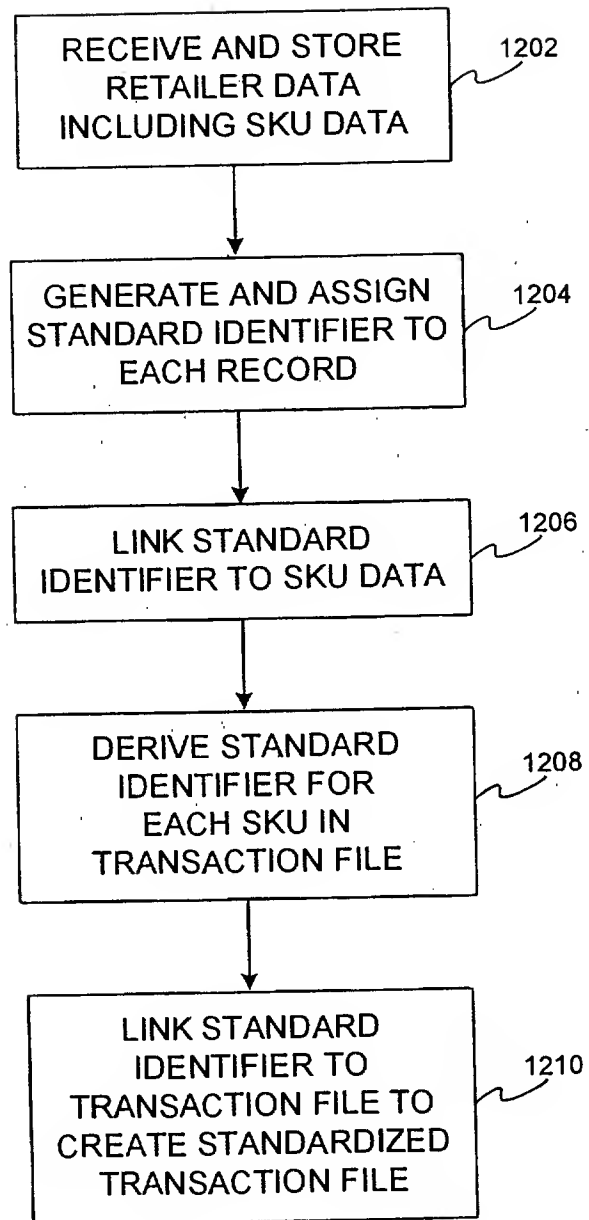 RECEIVE AND STORE
RETAILER DATA
INCLUDING SKU DATA
1202
GENERATE AND ASSIGN
STANDARD IDENTIFIER TO
EACH RECORD
1204
LINK STANDARD
IDENTIFIER TO SKU DATA
1206
DERIVE STANDARD
IDENTIFIER FOR
EACH SKU IN
TRANSACTION FILE
1208
LINK STANDARD
IDENTIFIER TO
TRANSACTION FILE TO
CREATE STANDARDIZED
TRANSACTION FILE
1210